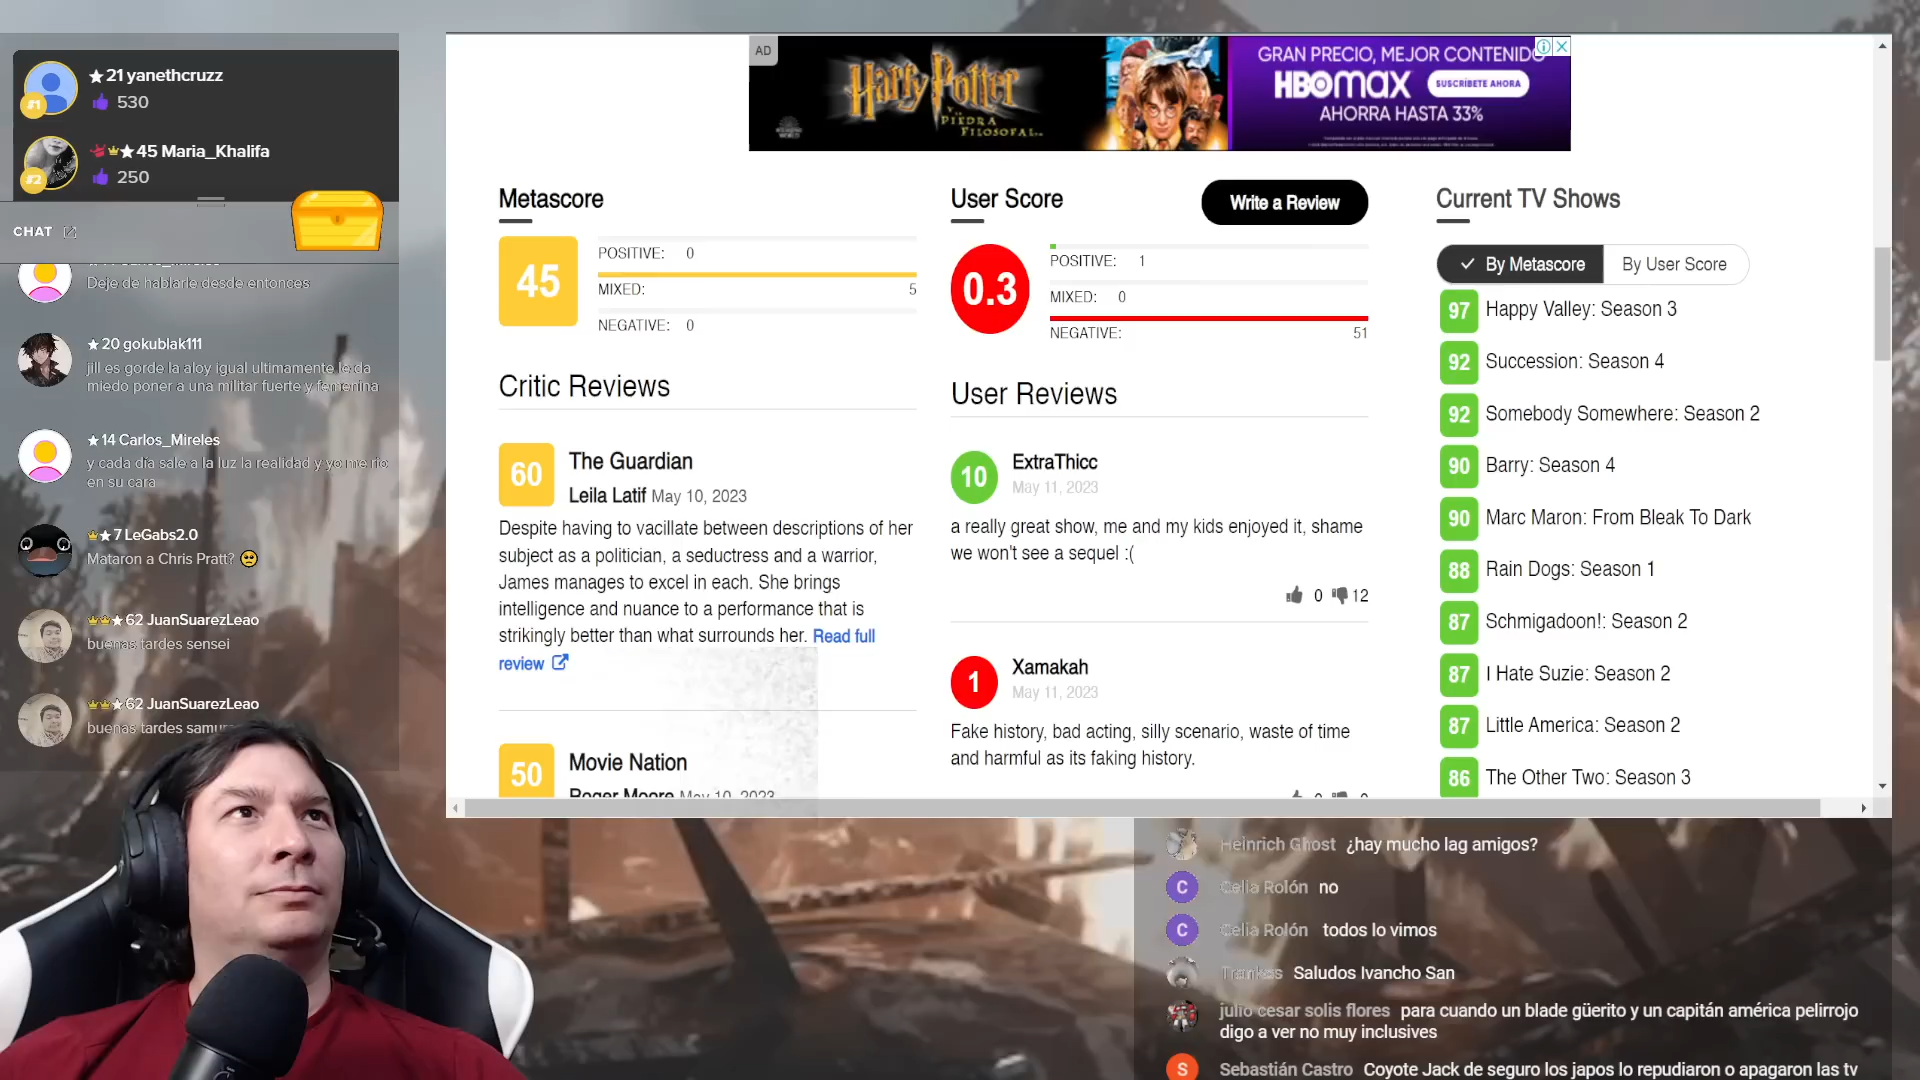 #1
★21 yanethcruzz
530
#2
★45 Maria_Khalifa
250
CHAT
Deje de hablarle desde entonces
★20 gokublak111
jill es gorde la aloy igual ultimamente le da
miedo poner a una militar fuerte y femenina
★14 Carlos_Mireles
y cada día sale a la luz la realidad y yo me rio
en su cara
★7 LeGabs2.0
Mataron a Chris Pratt? 🥺
★62 JuanSuarezLeao
buenas tardes sensei
★62 JuanSuarezLeao
buenas tardes samu
AD
Harry Potter
Y LA
PIEDRA
FILOSOFAL
GRAN PRECIO, MEJOR CONTENIDO
HBOMAX
SUSCRÍBETE AHORA
AHORRA HASTA 33%
Metascore
45
POSITIVE: 0
MIXED: 5
NEGATIVE: 0
Critic Reviews
60
The Guardian
Leila Latif May 10, 2023
Despite having to vacillate between descriptions of her
subject as a politician, a seductress and a warrior,
James manages to excel in each. She brings
intelligence and nuance to a performance that is
strikingly better than what surrounds her. Read full
review
50
Movie Nation
Roger Moore May 10, 2023
User Score
Write a Review
0.3
POSITIVE: 1
MIXED: 0
NEGATIVE: 51
User Reviews
10
ExtraThicc
May 11, 2023
a really great show, me and my kids enjoyed it, shame
we won't see a sequel :(
0 12
1
Xamakah
May 11, 2023
Fake history, bad acting, silly scenario, waste of time
and harmful as its faking history.
0 0
Current TV Shows
✓ By Metascore By User Score
97 Happy Valley: Season 3
92 Succession: Season 4
92 Somebody Somewhere: Season 2
90 Barry: Season 4
90 Marc Maron: From Bleak To Dark
88 Rain Dogs: Season 1
87 Schmigadoon!: Season 2
87 I Hate Suzie: Season 2
87 Little America: Season 2
86 The Other Two: Season 3
Heinrich Ghost ¿hay mucho lag amigos?
C Celia Rolón no
C Celia Rolón todos lo vimos
Trankas Saludos Ivancho San
julio cesar solis flores para cuando un blade güerito y un capitán américa pelirrojo
digo a ver no muy inclusives
S Sebastián Castro Coyote Jack de seguro los japos lo repudiaron o apagaron las tv